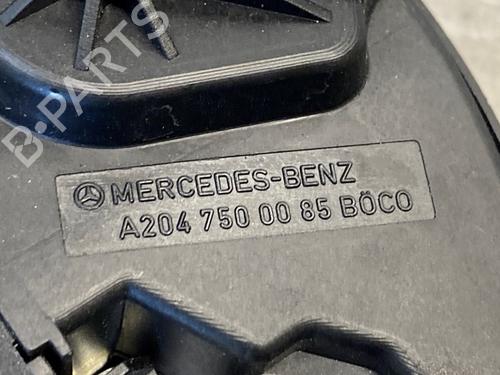 B-PARTS
MERCEDES-BENZ
A204 750 00 85 BÖCO